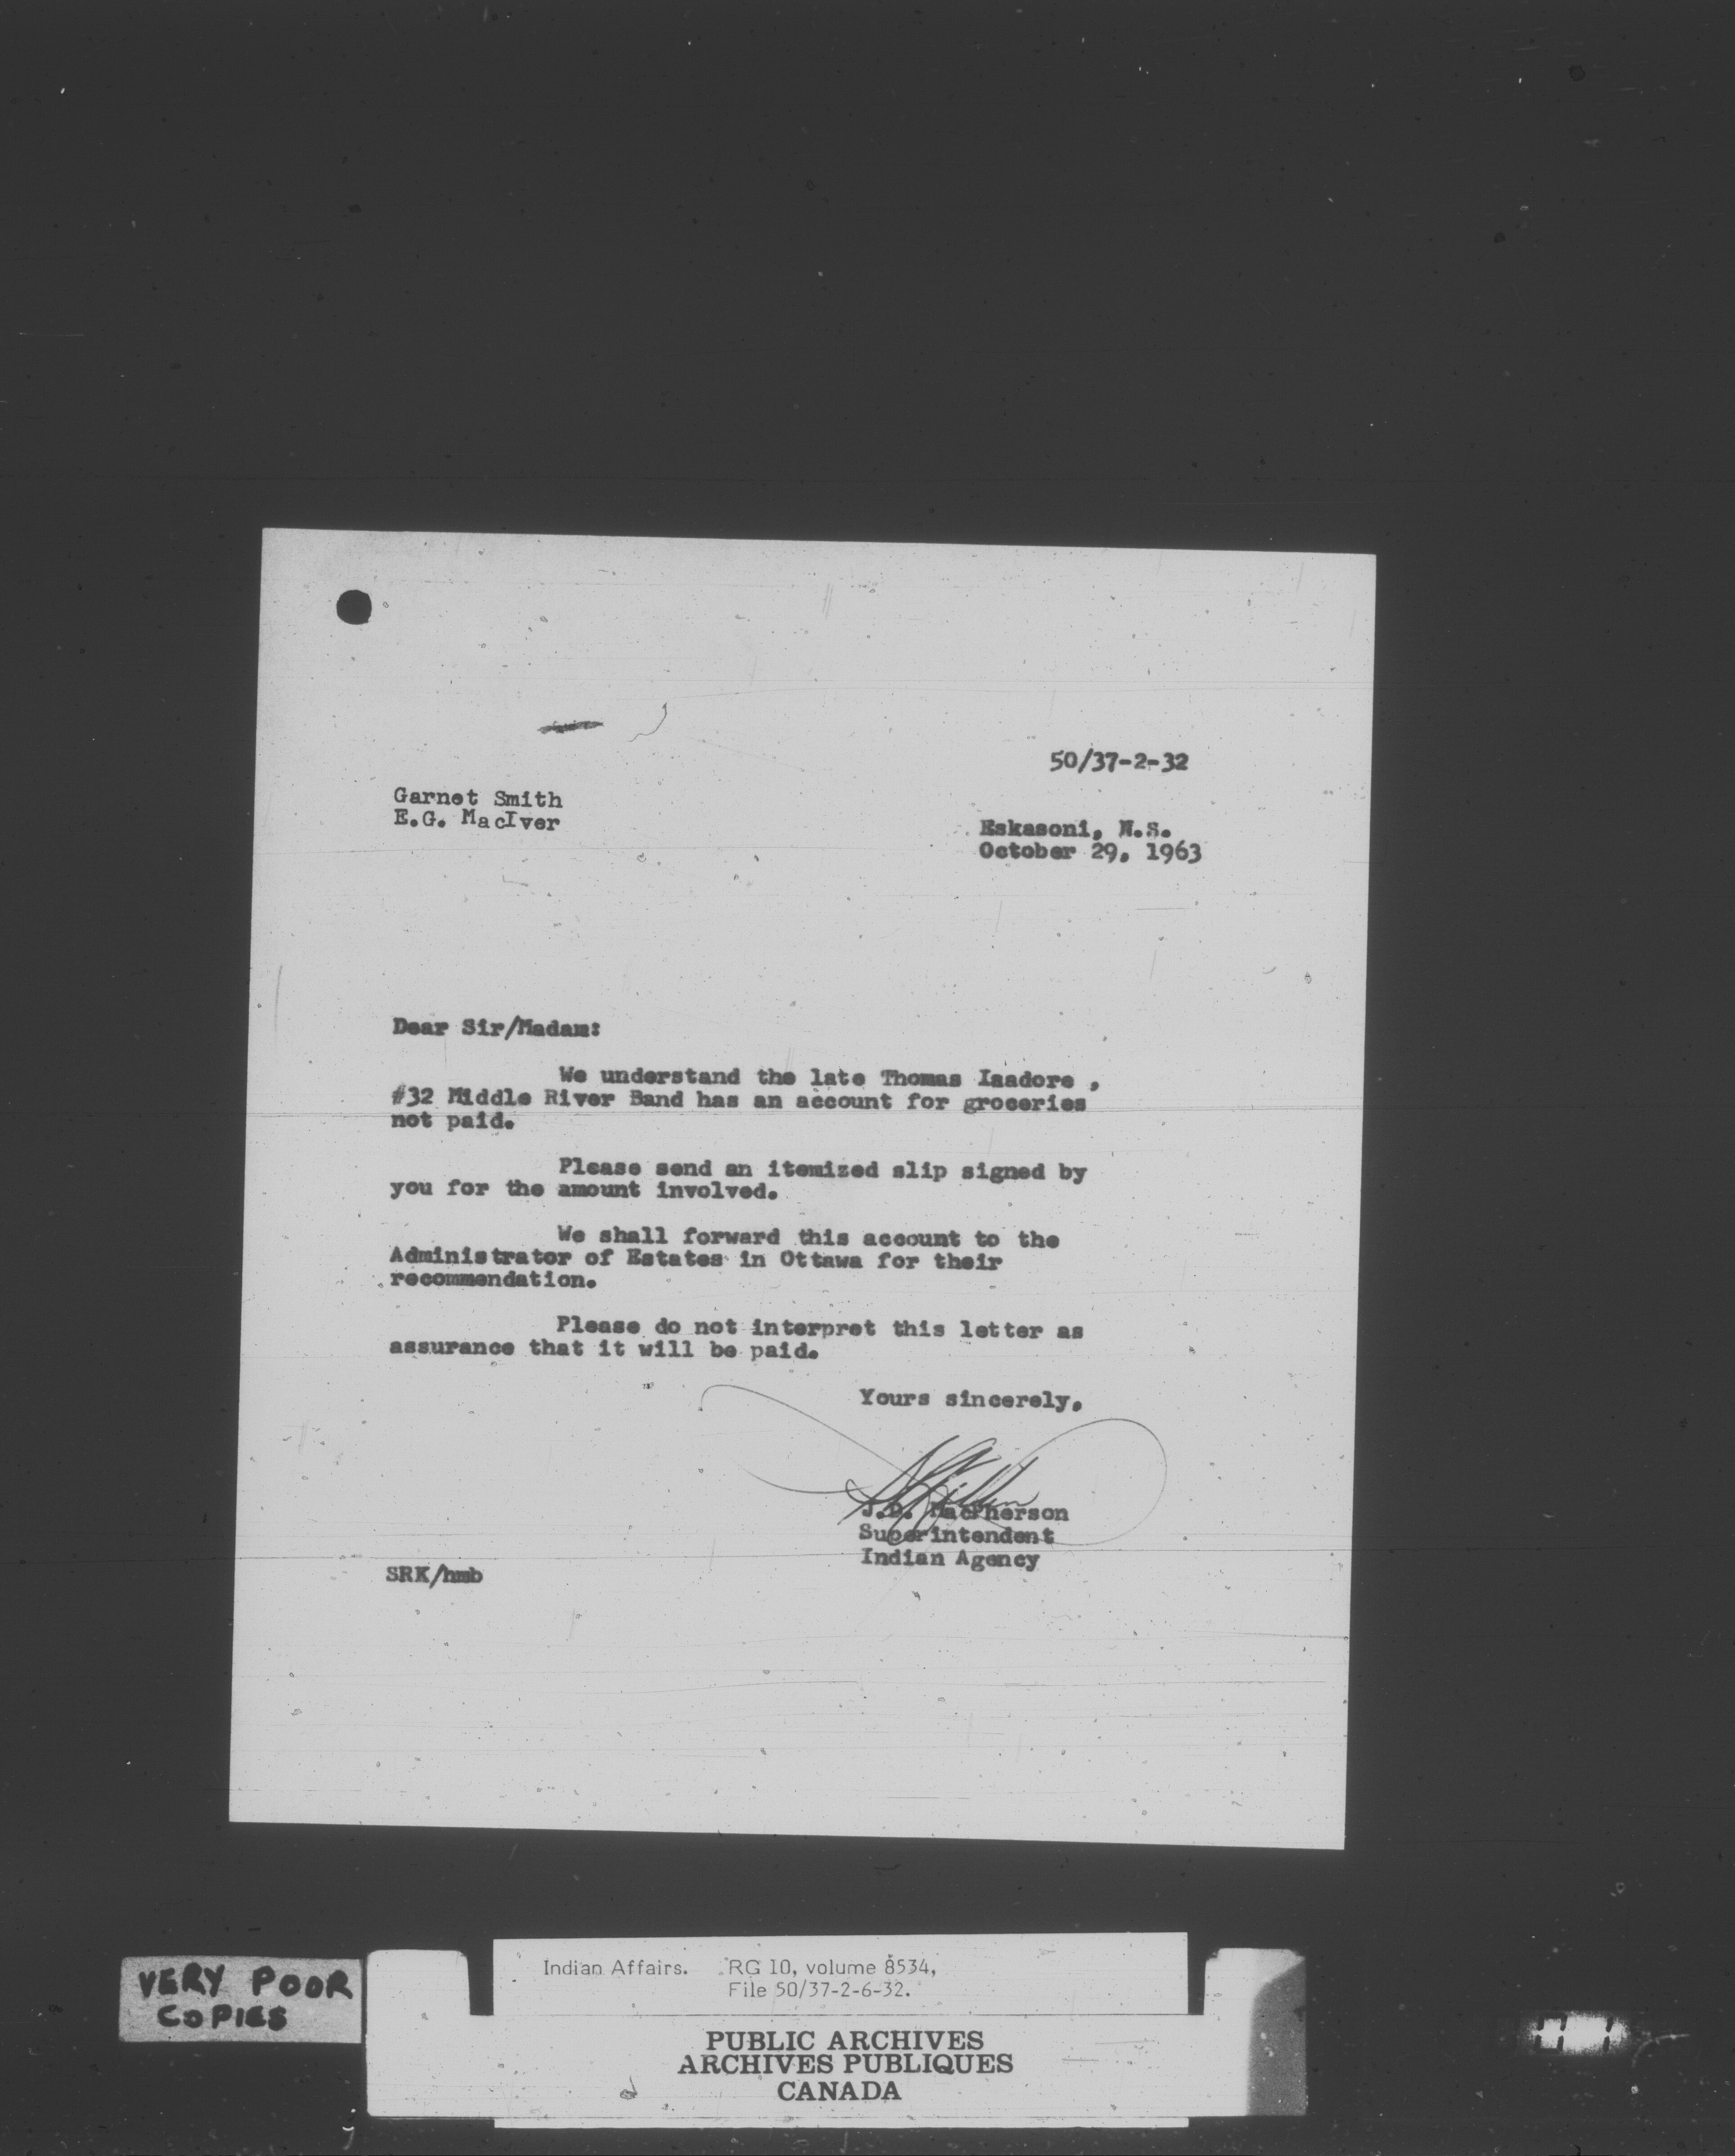 50/37-2-32
Garnet Smith
E.G. MacIver
Eskasoni, N.S.
October 29, 1963
Dear Sir/Madam:
We understand the late Thomas Isadore ,
#32 Middle River Band has an account for groceries
not paid.
Please send an itemized slip signed by
you for the amount involved.
We shall forward this account to the
Administrator of Estates in Ottawa for their
recommendation.
Please do not interpret this letter as
assurance that it will be paid.
Yours sincerely,
J.D. MacPherson
Superintendent
Indian Agency
SRK/hmb
VERY POOR
COPIES
Indian Affairs. RG 10, volume 8534,
File 50/37-2-6-32.
PUBLIC ARCHIVES
ARCHIVES PUBLIQUES
CANADA